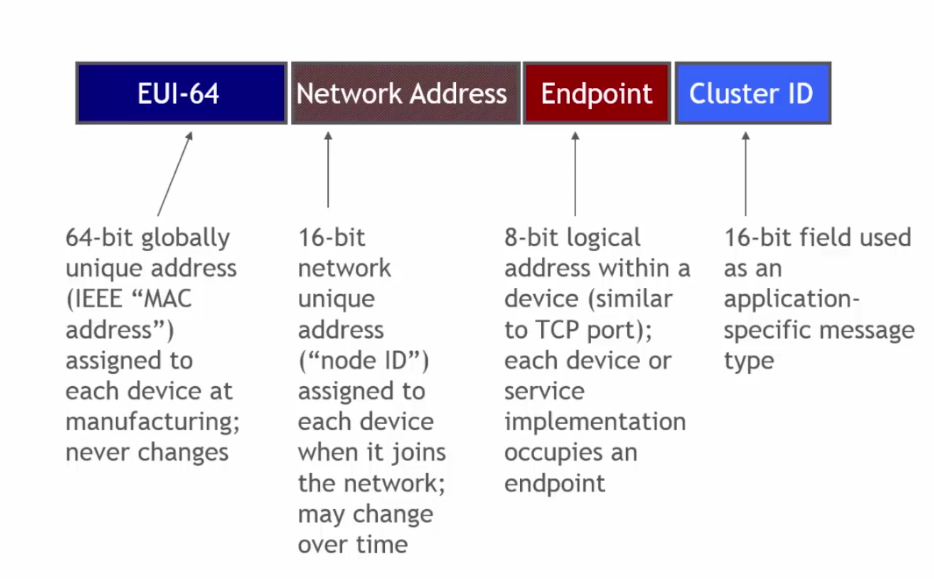 EUI-64
Network Address
Endpoint
Cluster ID
64-bit globally
unique address
(IEEE “MAC
address”)
assigned to
each device at
manufacturing;
never changes
16-bit
network
unique
address
(“node ID”)
assigned to
each device
when it joins
the network;
may change
over time
8-bit logical
address within a
device (similar
to TCP port);
each device or
service
implementation
occupies an
endpoint
16-bit field used
as an
application-
specific message
type